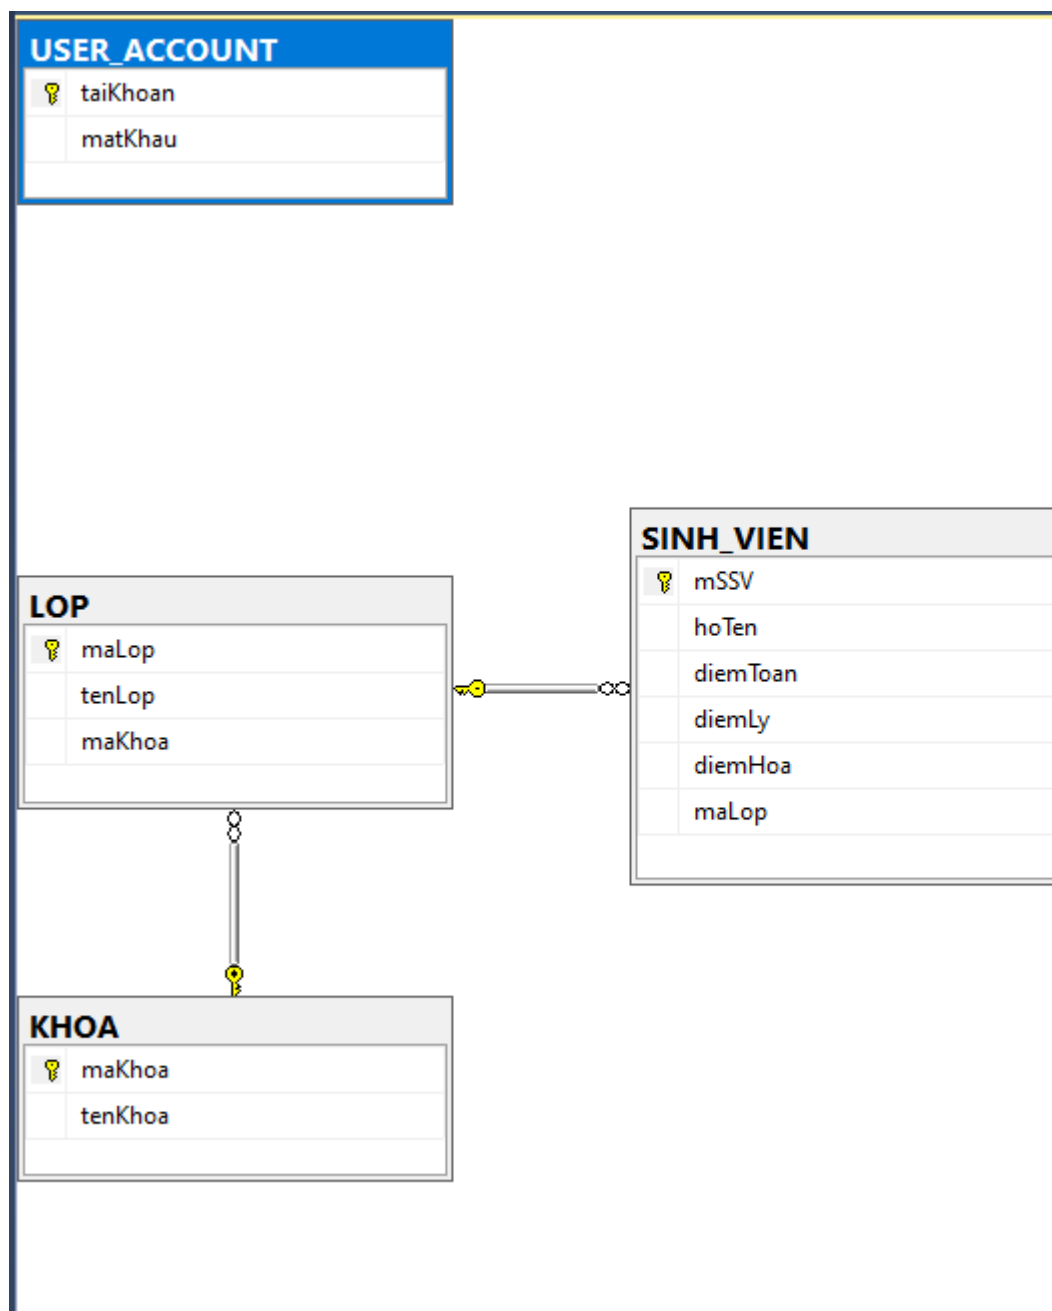 USER_ACCOUNT
taiKhoan
matKhau
LOP
maLop
tenLop
maKhoa
SINH_VIEN
mSSV
hoTen
diemToan
diemLy
diemHoa
maLop
KHOA
maKhoa
tenKhoa